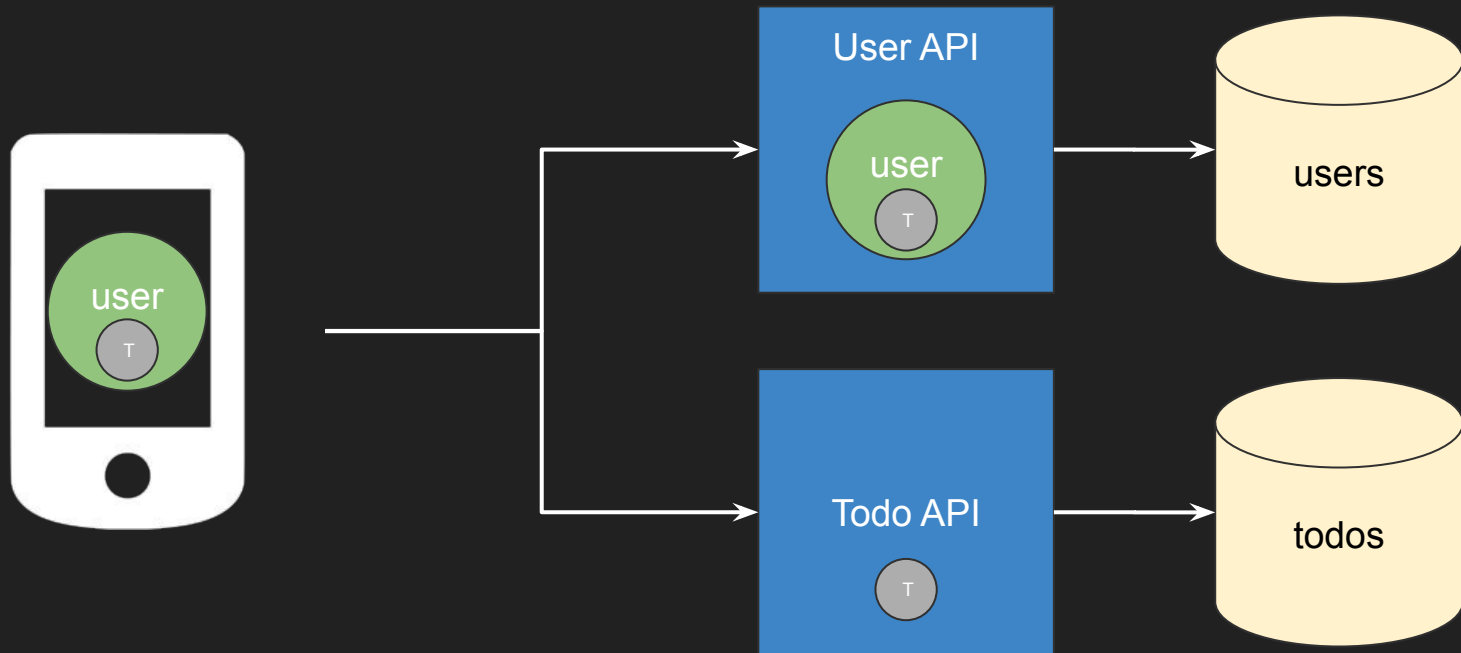 User API
user
T
users
user
T
Todo API
T
todos